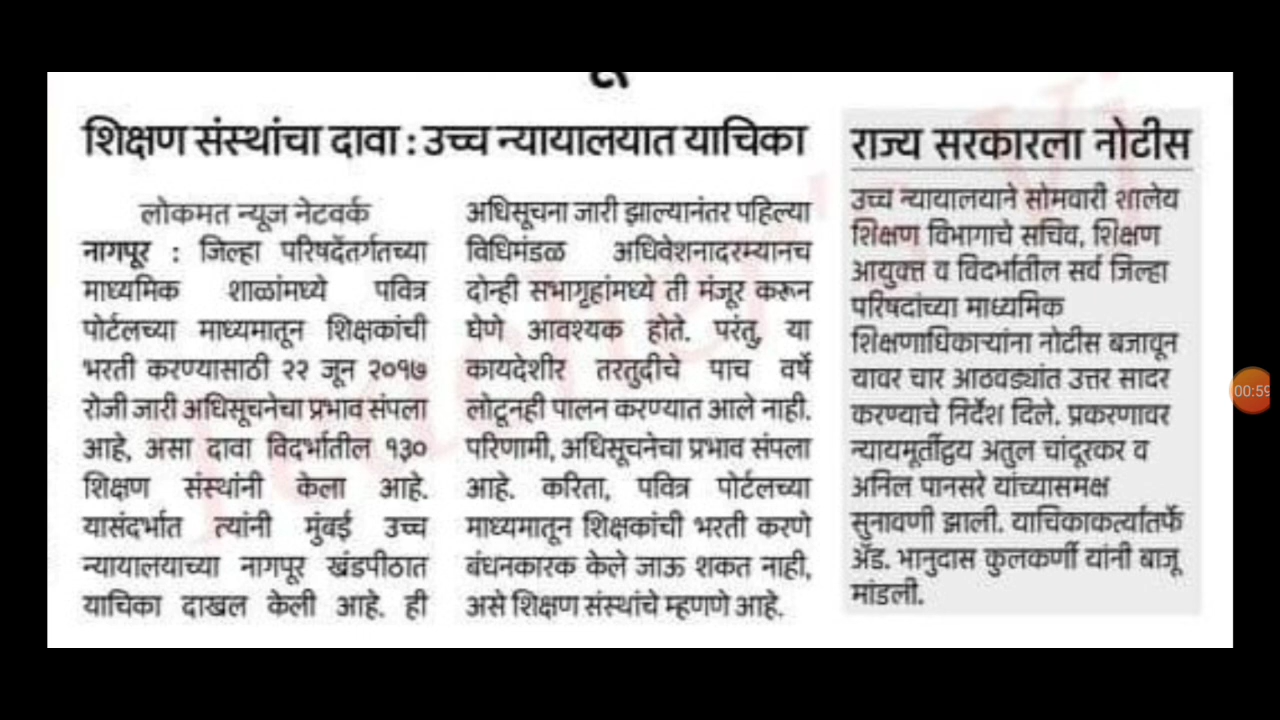 शिक्षण संस्थांचा दावा : उच्च न्यायालयात याचिका
लोकमत न्यूज नेटवर्क
नागपूर : जिल्हा परिषदेंतर्गतच्या
माध्यमिक शाळांमध्ये पवित्र
पोर्टलच्या माध्यमातून शिक्षकांची
भरती करण्यासाठी २२ जून २०१७
रोजी जारी अधिसूचनेचा प्रभाव संपला
आहे, असा दावा विदर्भातील १३०
शिक्षण संस्थांनी केला आहे.
यासंदर्भात त्यांनी मुंबई उच्च
न्यायालयाच्या नागपूर खंडपीठात
याचिका दाखल केली आहे. ही
अधिसूचना जारी झाल्यानंतर पहिल्या
विधिमंडळ अधिवेशनादरम्यानच
दोन्ही सभागृहांमध्ये ती मंजूर करून
घेणे आवश्यक होते. परंतु, या
कायदेशीर तरतुदीचे पाच वर्षे
लोटूनही पालन करण्यात आले नाही.
परिणामी, अधिसूचनेचा प्रभाव संपला
आहे. करिता, पवित्र पोर्टलच्या
माध्यमातून शिक्षकांची भरती करणे
बंधनकारक केले जाऊ शकत नाही,
असे शिक्षण संस्थांचे म्हणणे आहे.
राज्य सरकारला नोटीस
उच्च न्यायालयाने सोमवारी शालेय
शिक्षण विभागाचे सचिव, शिक्षण
आयुक्त व विदर्भातील सर्व जिल्हा
परिषदांच्या माध्यमिक
शिक्षणाधिकाऱ्यांना नोटीस बजावून
यावर चार आठवड्यांत उत्तर सादर
करण्याचे निर्देश दिले. प्रकरणावर
न्यायमूर्तीद्वय अतुल चांदूरकर व
अनिल पानसरे यांच्यासमक्ष
सुनावणी झाली. याचिकाकर्त्यातर्फे
ॲड. भानुदास कुलकर्णी यांनी बाजू
मांडली.
00:59